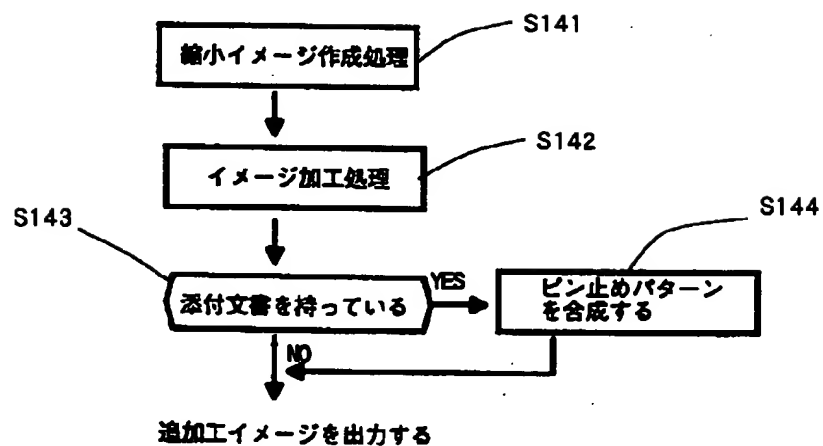 S141
縮小イメージ作成処理
S142
イメージ加工処理
S143
S144
添付文書を持っている
YES
ピン止めパターン
を合成する
NO
追加工イメージを出力する